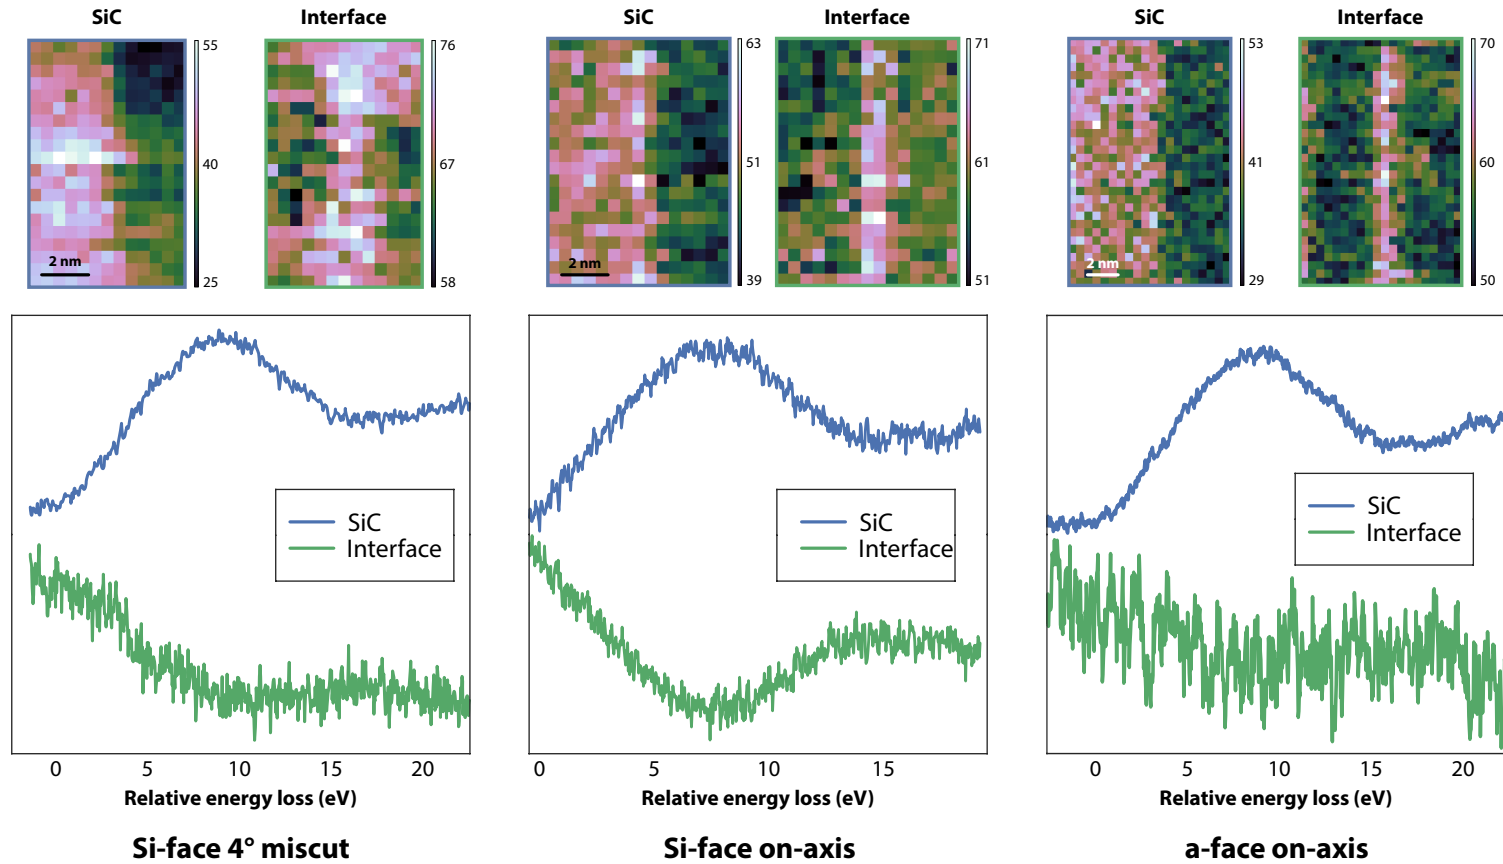 SiC Interface SiC Interface SiC Interface
55 76 63 71 53 70
40 67 51 61 41 60
2 nm 2 nm 2 nm
25 58 39 51 29 50
SiC SiC SiC
Interface Interface Interface
0 5 10 15 20 0 5 10 15 0 5 10 15 20
Relative energy loss (eV) Relative energy loss (eV) Relative energy loss (eV)
Si-face 4° miscut Si-face on-axis a-face on-axis